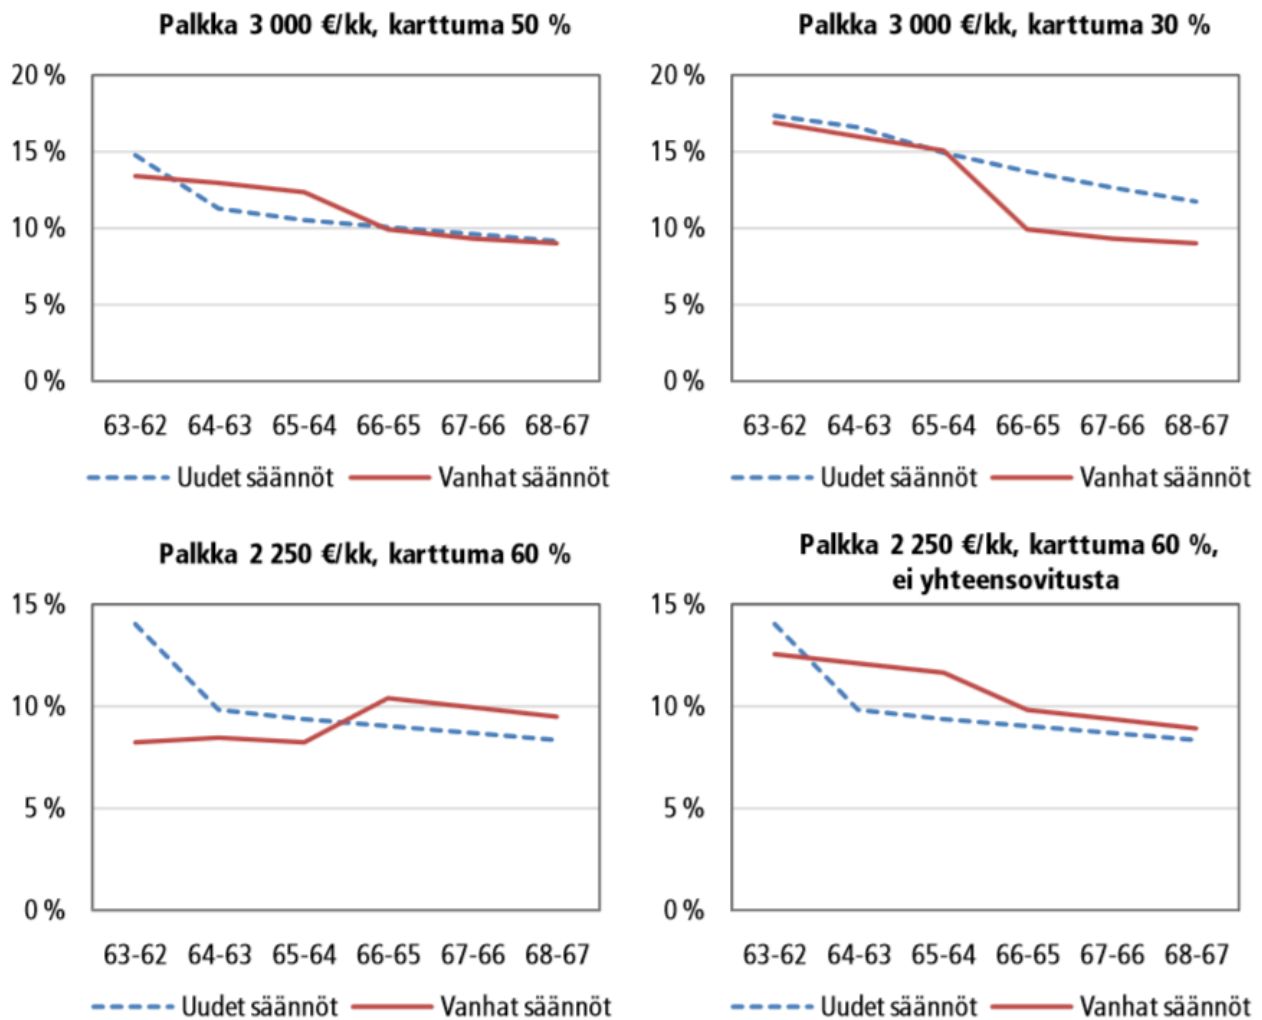 Palkka 3 000 €/kk, karttuma 50 %
20 %
15 %
10 %
5 %
0 %
63-62 64-63 65-64 66-65 67-66 68-67
Uudet säännöt Vanhat säännöt
Palkka 3 000 €/kk, karttuma 30 %
20 %
15 %
10 %
5 %
0 %
63-62 64-63 65-64 66-65 67-66 68-67
Uudet säännöt Vanhat säännöt
Palkka 2 250 €/kk, karttuma 60 %
15 %
10 %
5 %
0 %
63-62 64-63 65-64 66-65 67-66 68-67
Uudet säännöt Vanhat säännöt
Palkka 2 250 €/kk, karttuma 60 %,
ei yhteensovitusta
15 %
10 %
5 %
0 %
63-62 64-63 65-64 66-65 67-66 68-67
Uudet säännöt Vanhat säännöt